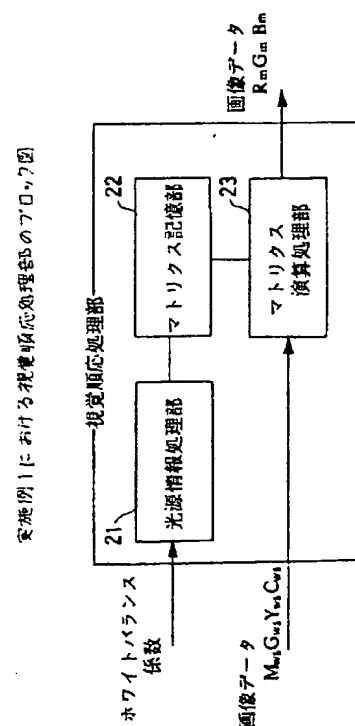 実施例1における視覚順応処理部のブロック図
視覚順応処理部
ホワイトバランス
係数
21
光源情報処理部
22
マトリクス記憶部
23
マトリクス
演算処理部
画像データ
MwsGwsYwsCws
画像データ
RmGmBm